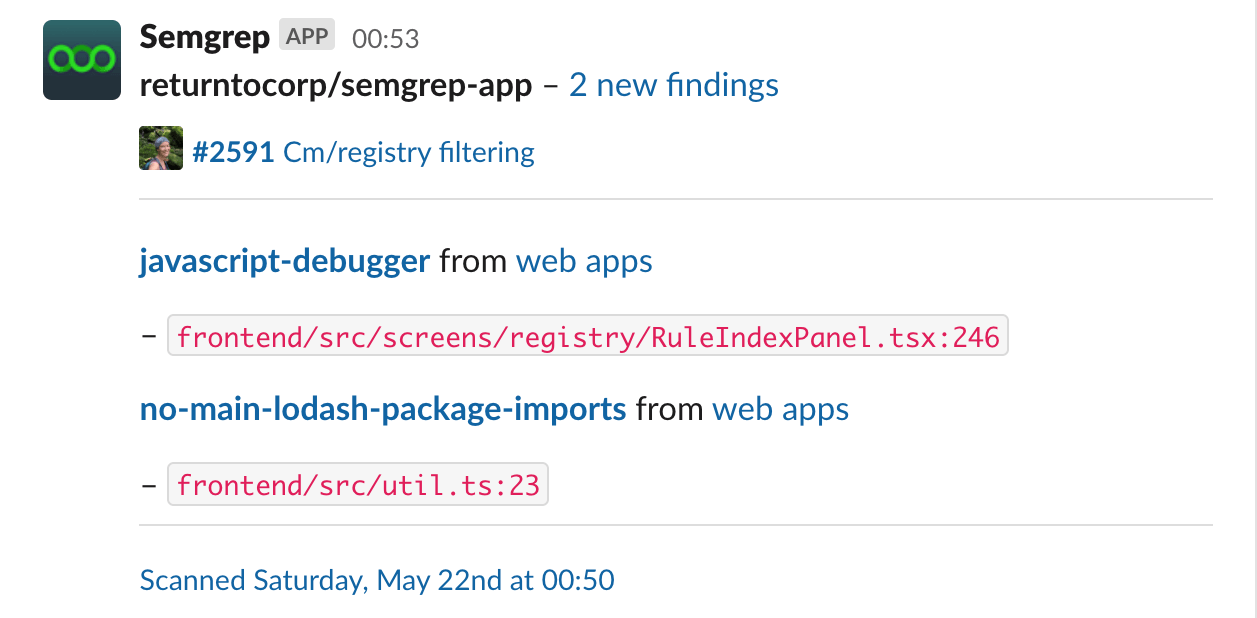 Semgrep APP 00:53
returntocorp/semgrep-app – 2 new findings
#2591 Cm/registry filtering
javascript-debugger from web apps
– frontend/src/screens/registry/RuleIndexPanel.tsx:246
no-main-lodash-package-imports from web apps
– frontend/src/util.ts:23
Scanned Saturday, May 22nd at 00:50